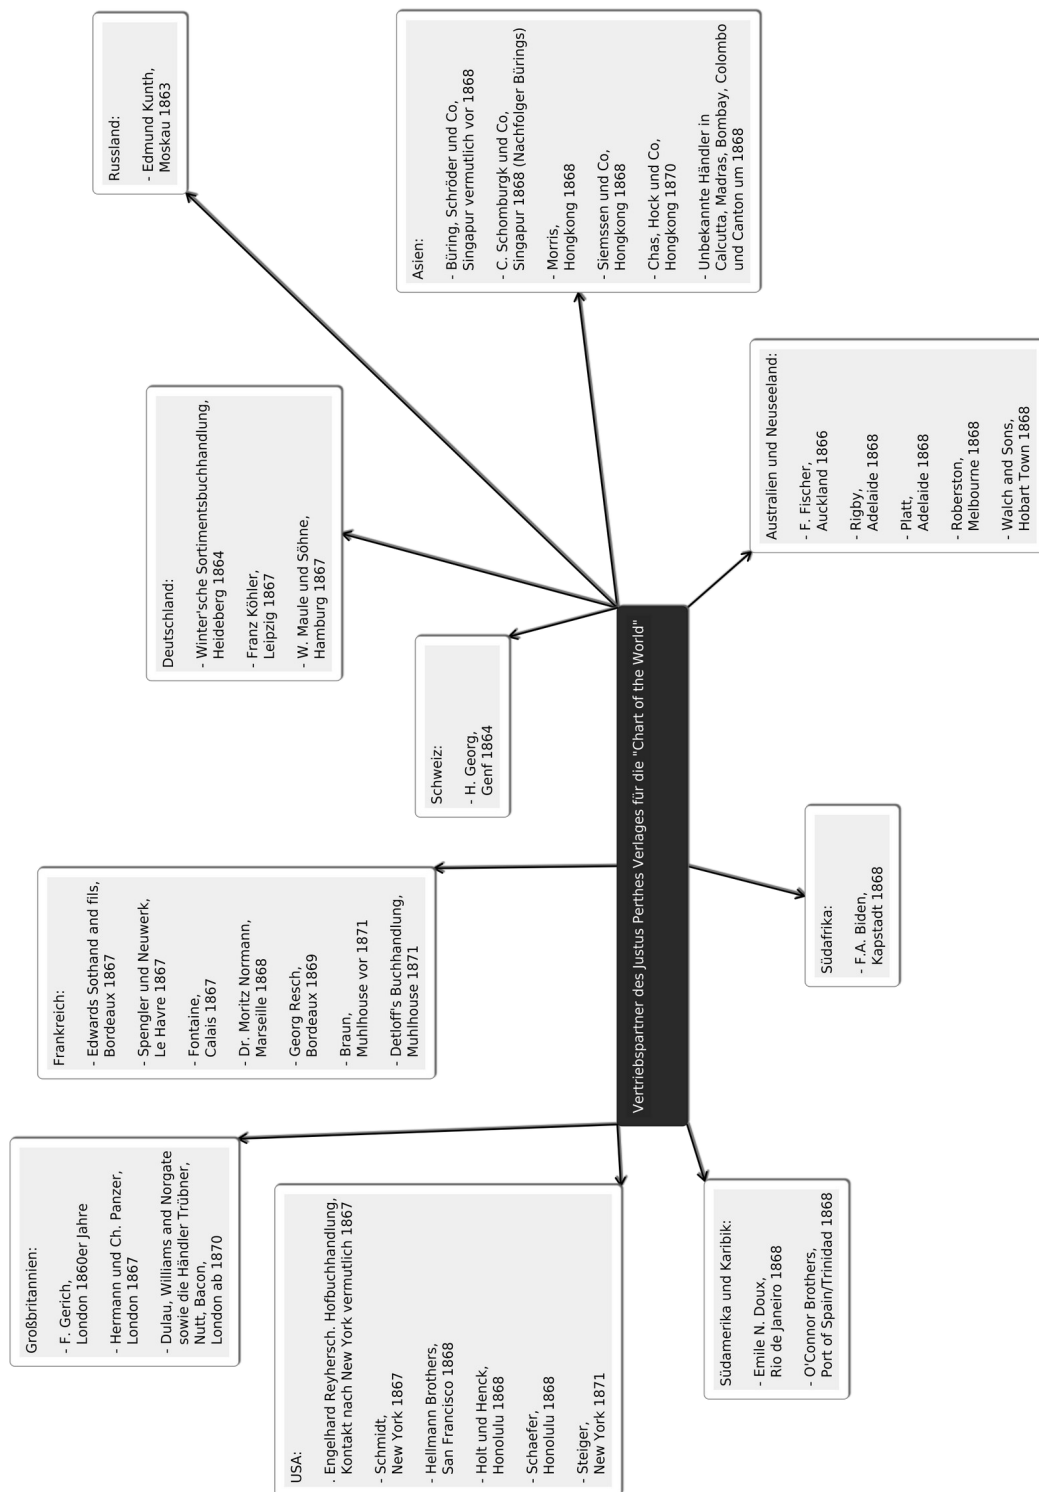 Großbritannien:
- F. Gerich,
London 1860er Jahre
- Hermann und Ch. Panzer,
London 1867
- Dulau, Williams and Norgate
sowie die Händler Trübner,
Nutt, Bacon,
London ab 1870
Frankreich:
- Edwards Sothand and fils,
Bordeaux 1867
- Spengler und Neuwerk,
Le Havre 1867
- Fontaine,
Calais 1867
- Dr. Moritz Normann,
Marseille 1868
- Georg Resch,
Bordeaux 1869
- Braun,
Muhlhouse vor 1871
- Detloff's Buchhandlung,
Muhlhouse 1871
Deutschland:
- Winter'sche Sortimentsbuchhandlung,
Heideberg 1864
- Franz Köhler,
Leipzig 1867
- W. Maule und Söhne,
Hamburg 1867
Russland:
- Edmund Kunth,
Moskau 1863
Schweiz:
- H. Georg,
Genf 1864
Asien:
- Büring, Schröder und Co,
Singapur vermutlich vor 1868
- C. Schomburgk und Co,
Singapur 1868 (Nachfolger Bürings)
- Morris,
Hongkong 1868
- Siemssen und Co,
Hongkong 1868
- Chas, Hock und Co,
Hongkong 1870
- Unbekannte Händler in
Calcutta, Madras, Bombay, Colombo
und Canton um 1868
USA:
. Engelhard Reyhersch. Hofbuchhandlung,
Kontakt nach New York vermutlich 1867
- Schmidt,
New York 1867
- Hellmann Brothers,
San Francisco 1868
- Holt und Henck,
Honolulu 1868
- Schaefer,
Honolulu 1868
- Steiger,
New York 1871
Vertriebspartner des Justus Perthes Verlages für die "Chart of the World"
Südamerika und Karibik:
- Emile N. Doux,
Rio de Janeiro 1868
- O'Connor Brothers,
Port of Spain/Trinidad 1868
Südafrika:
- F.A. Biden,
Kapstadt 1868
Australien und Neuseeland:
- F. Fischer,
Auckland 1866
- Rigby,
Adelaide 1868
- Platt,
Adelaide 1868
- Roberston,
Melbourne 1868
- Walch and Sons,
Hobart Town 1868